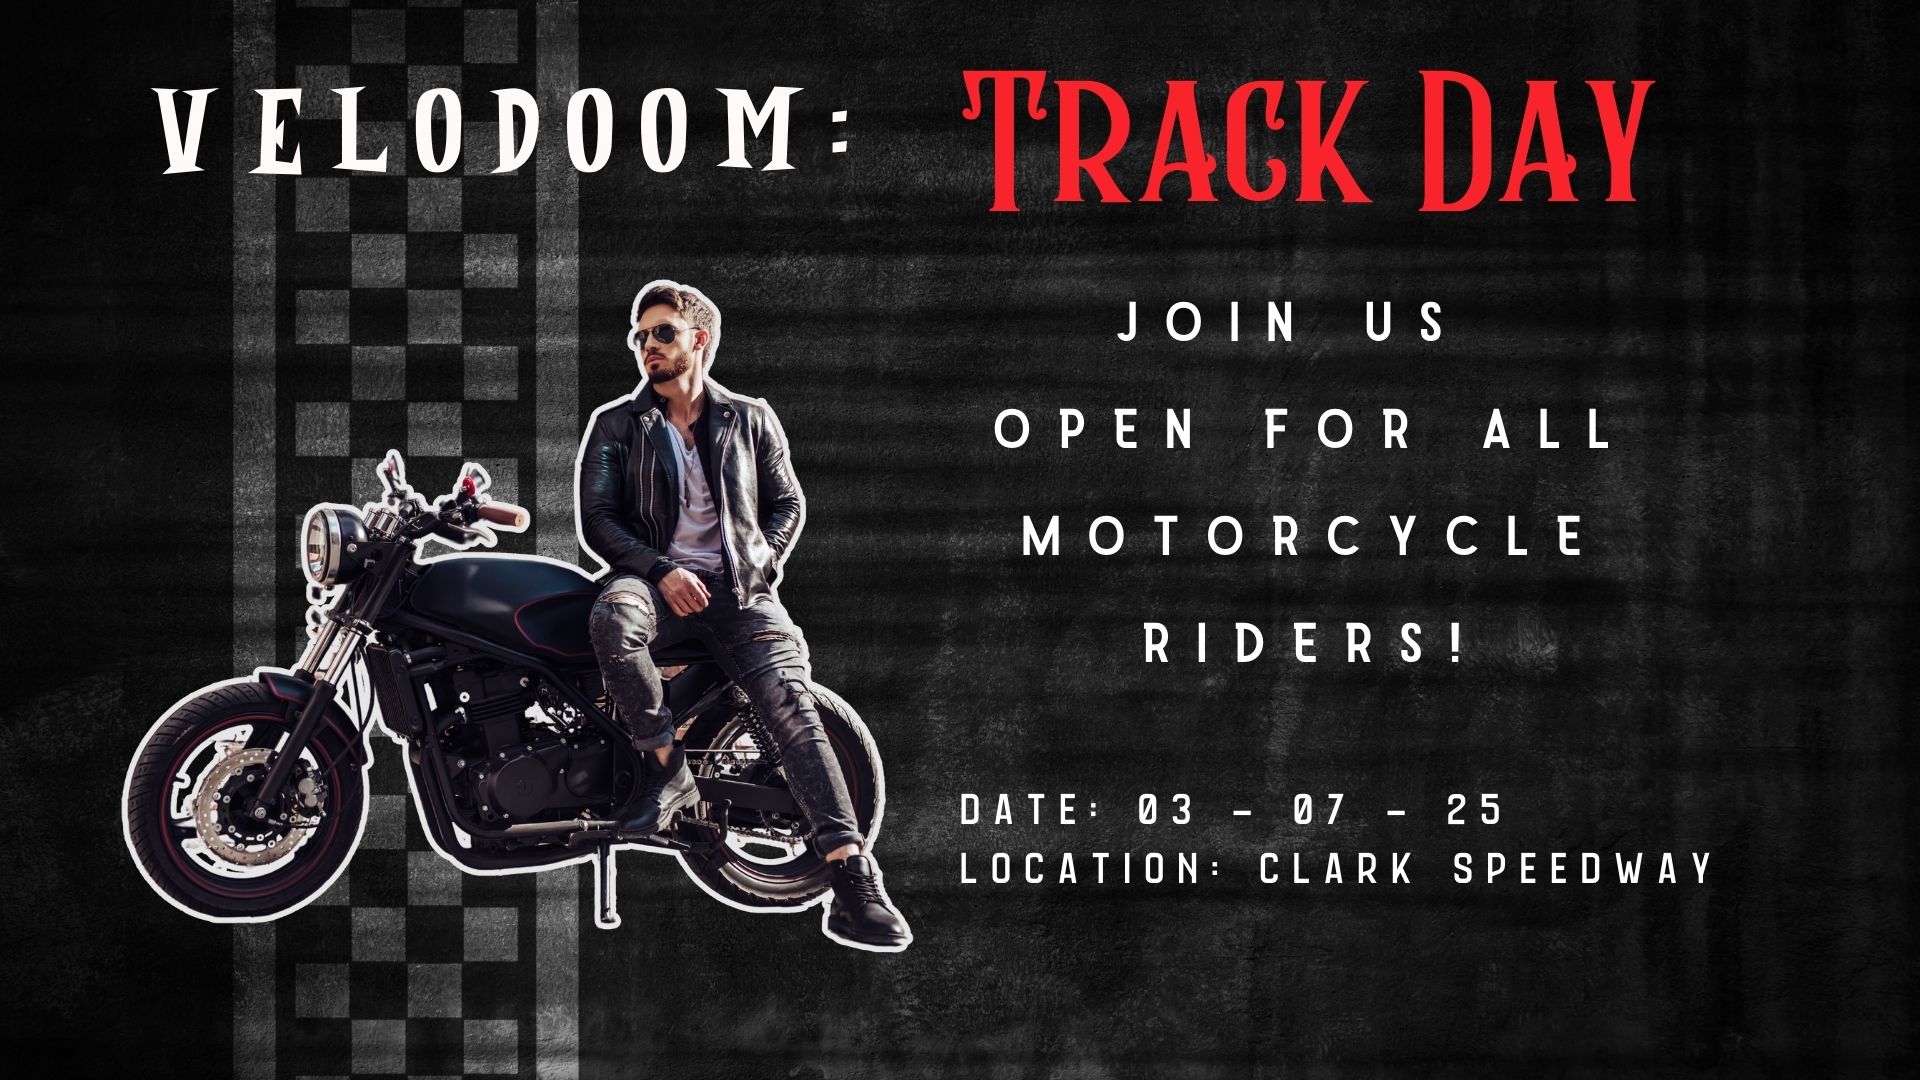 VELODOOM: TRACK DAY
JOIN US
OPEN FOR ALL
MOTORCYCLE
RIDERS!
DATE: 03 - 07 - 25
LOCATION: CLARK SPEEDWAY